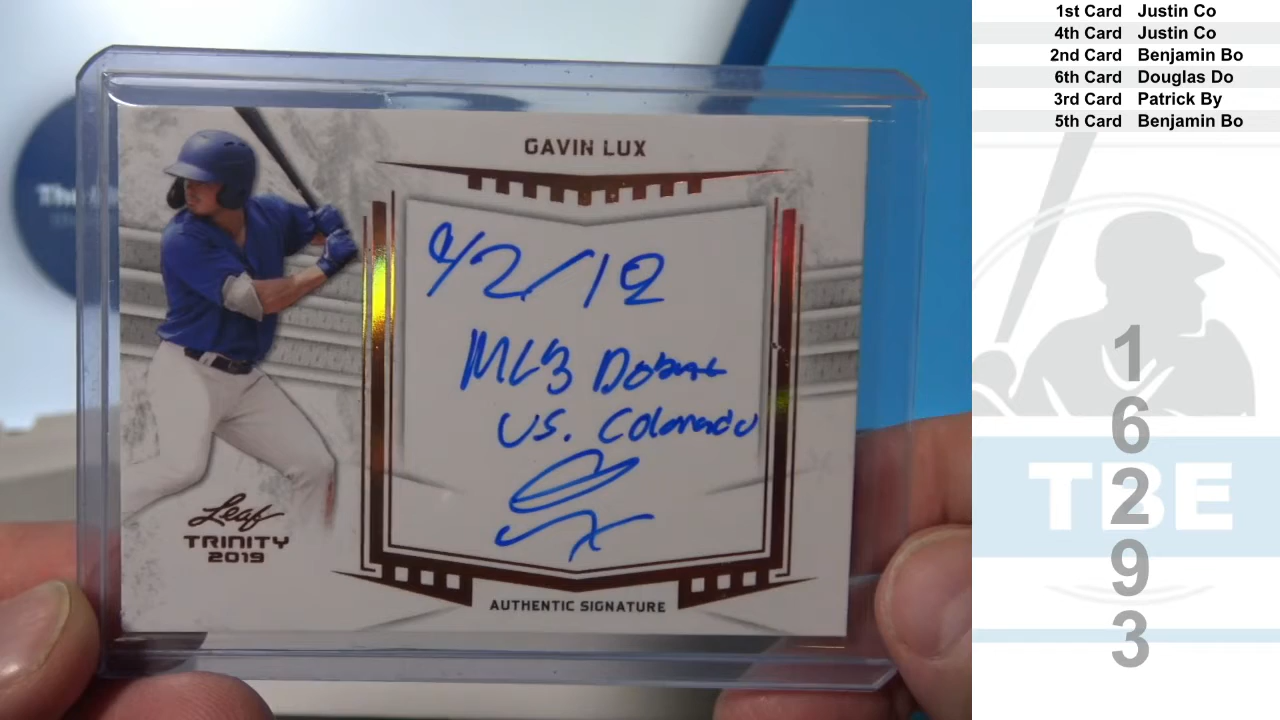 1st Card Justin Co
4th Card Justin Co
2nd Card Benjamin Bo
6th Card Douglas Do
3rd Card Patrick By
5th Card Benjamin Bo
GAVIN LUX
9/2/19
MLB Debut
VS. Colorado
Leaf
TRINITY
2019
AUTHENTIC SIGNATURE
TBE
1
6
2
9
3